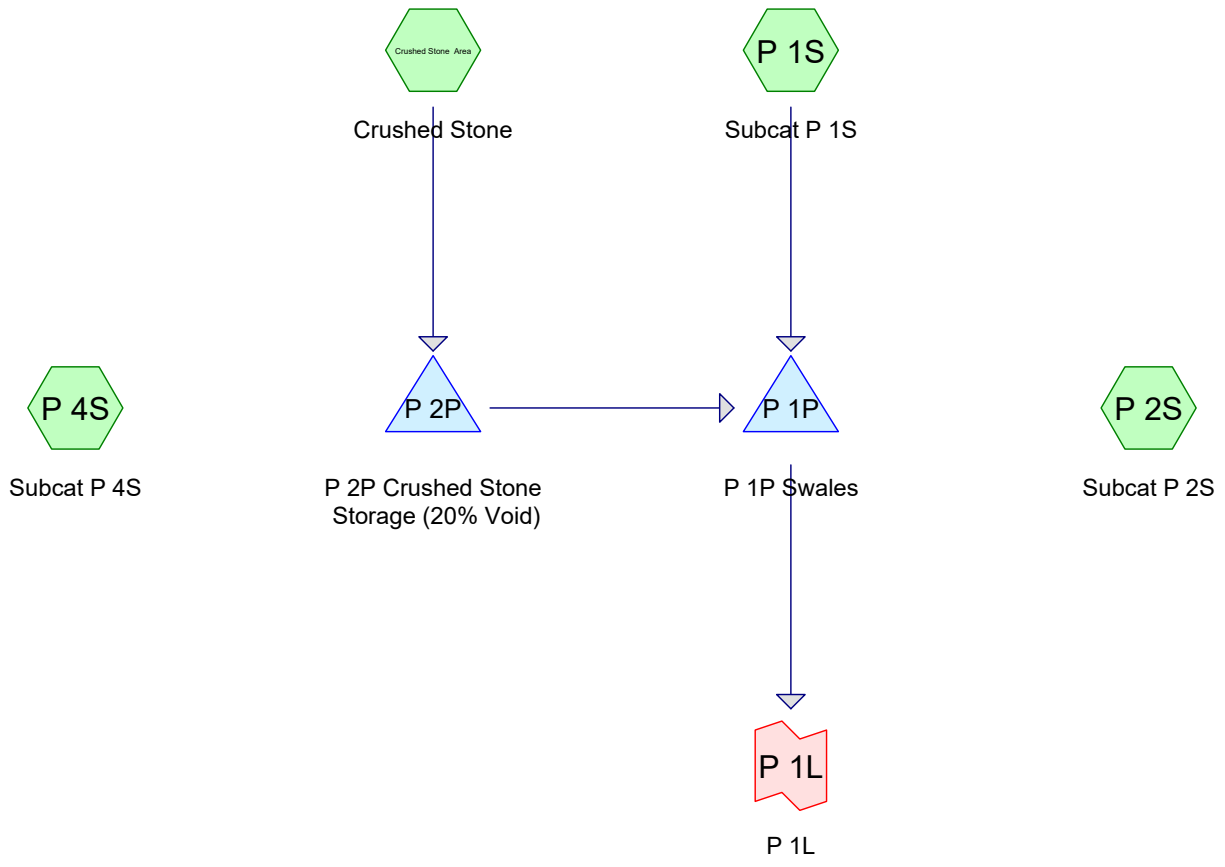 Crushed Stone Area
Crushed Stone
P 1S
Subcat P 1S
P 4S
Subcat P 4S
P 2P
P 2P Crushed Stone
Storage (20% Void)
P 1P
P 1P Swales
P 2S
Subcat P 2S
P 1L
P 1L